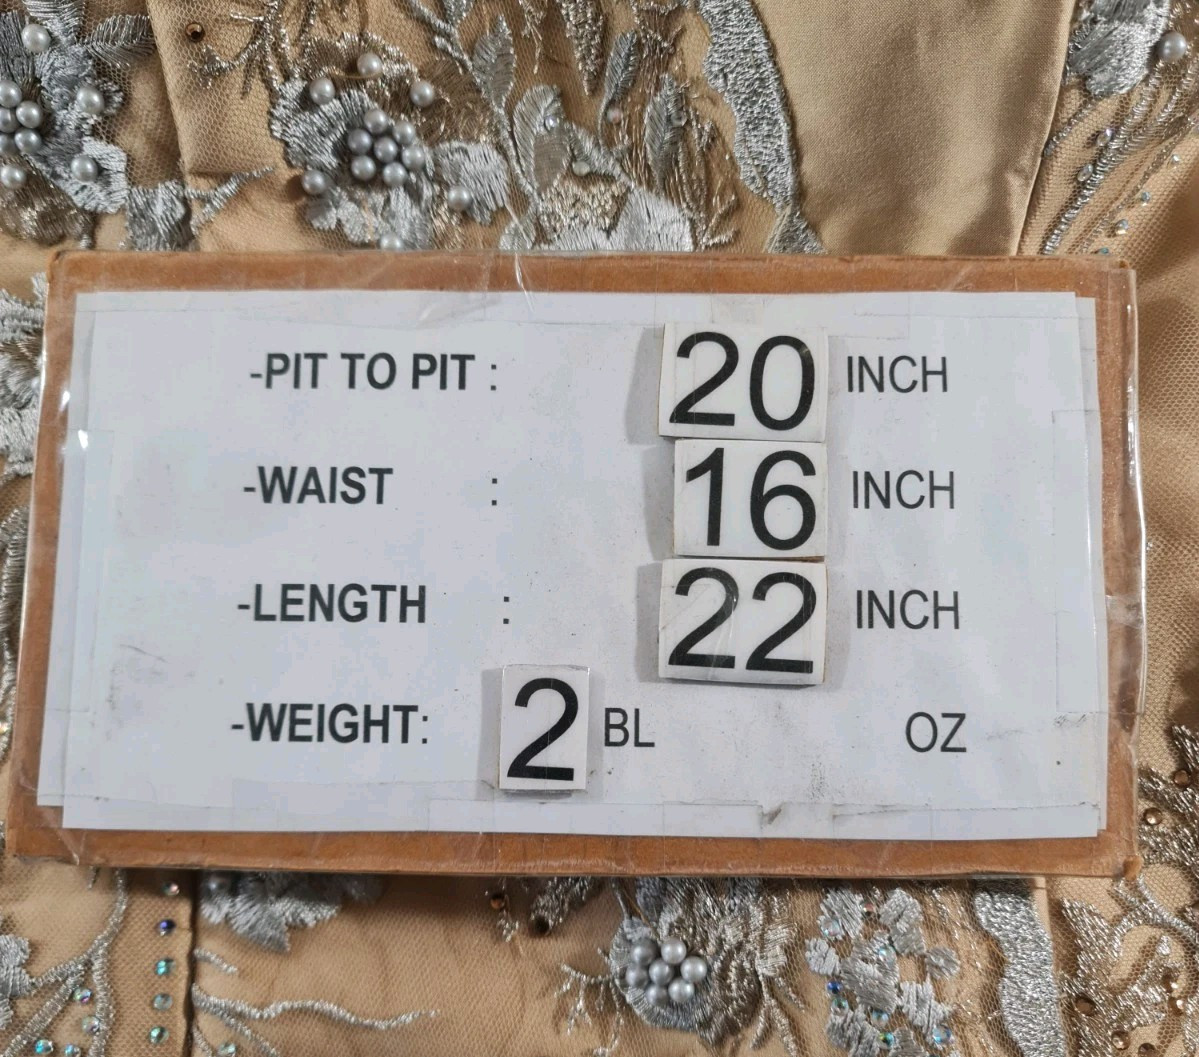 -PIT TO PIT : 20 INCH
-WAIST : 16 INCH
-LENGTH : 22 INCH
-WEIGHT: 2 BL OZ